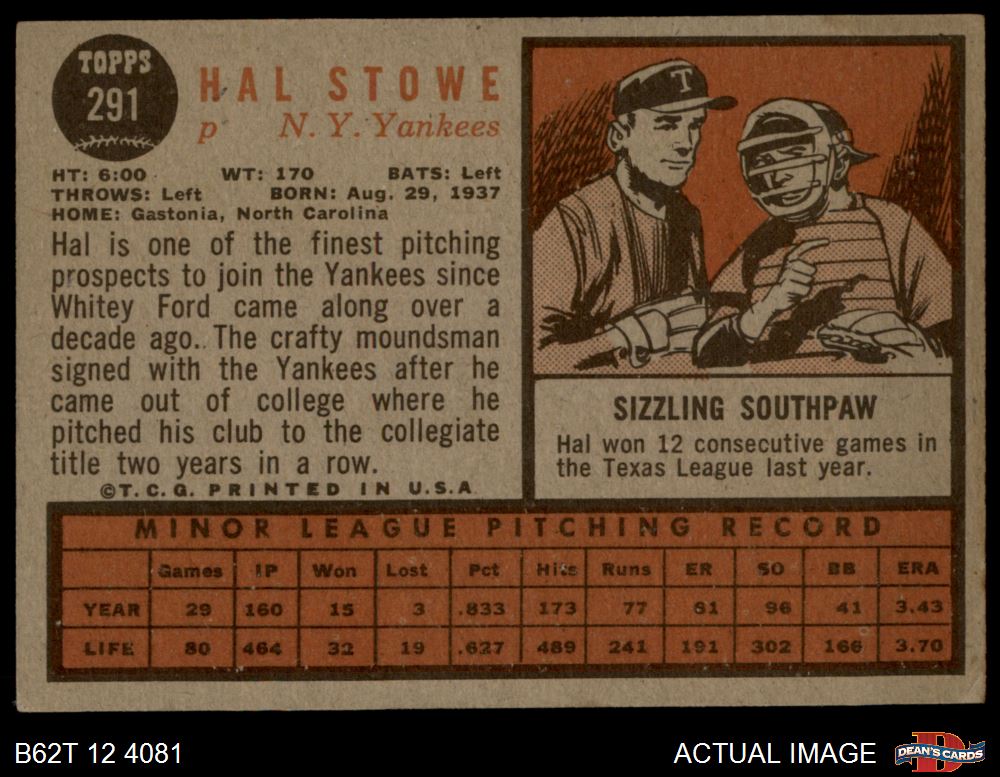 TOPPS
291
HAL STOWE
p N. Y. Yankees
HT: 6:00 WT: 170 BATS: Left
THROWS: Left BORN: Aug. 29, 1937
HOME: Gastonia, North Carolina
Hal is one of the finest pitching
prospects to join the Yankees since
Whitey Ford came along over a
decade ago. The crafty moundsman
signed with the Yankees after he
came out of college where he
pitched his club to the collegiate
title two years in a row.
©T.C.G. PRINTED IN U.S.A.
T
SIZZLING SOUTHPAW
Hal won 12 consecutive games in
the Texas League last year.
MINOR LEAGUE PITCHING RECORD
Games IP Won Lost Pct Hits Runs ER SO BB ERA
YEAR 29 160 15 3 .833 173 77 61 96 41 3.43
LIFE 80 464 32 19 .627 489 241 191 302 166 3.70
B62T 12 4081
ACTUAL IMAGE
D
DEAN'S CARDS